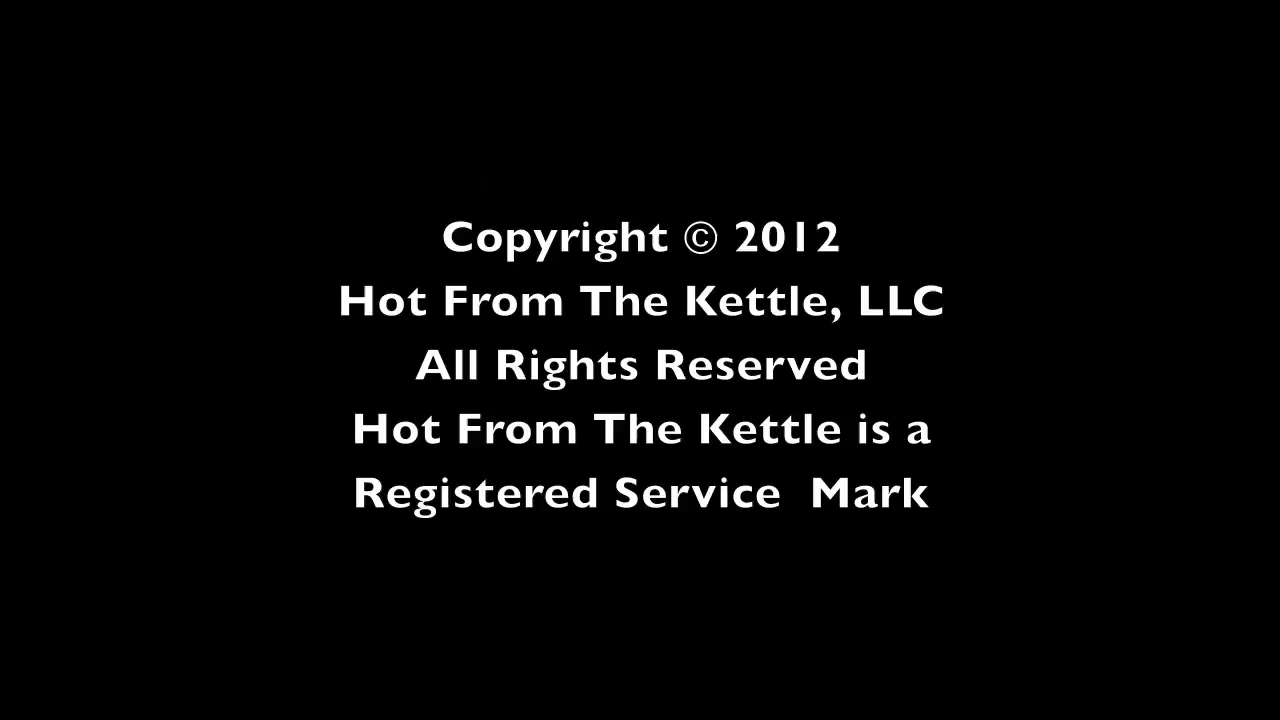 Copyright © 2012
Hot From The Kettle, LLC
All Rights Reserved
Hot From The Kettle is a
Registered Service  Mark